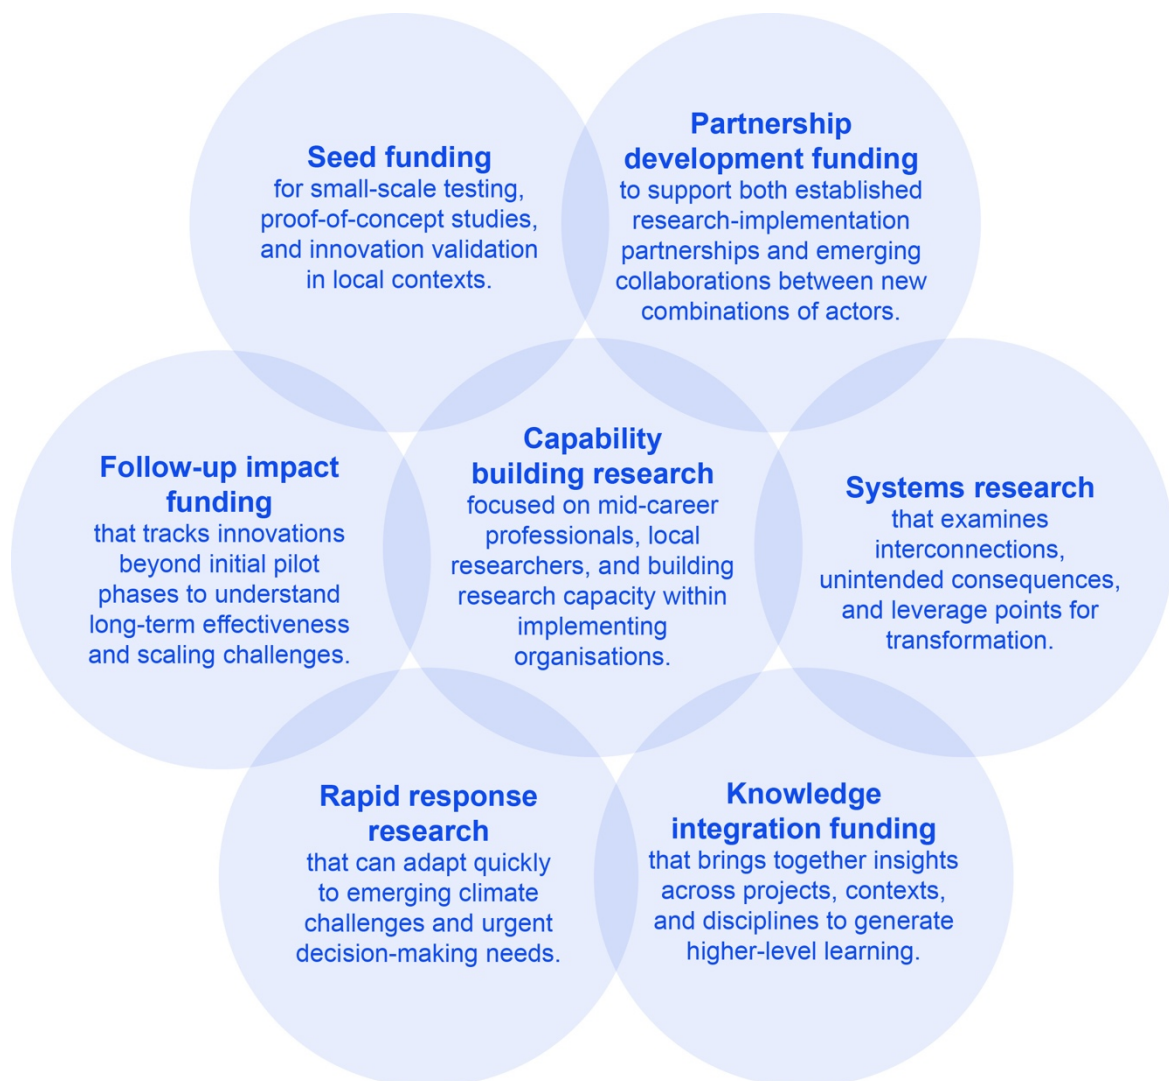 Seed funding
for small-scale testing,
proof-of-concept studies,
and innovation validation
in local contexts.
Partnership
development funding
to support both established
research-implementation
partnerships and emerging
collaborations between new
combinations of actors.
Follow-up impact
funding
that tracks innovations
beyond initial pilot
phases to understand
long-term effectiveness
and scaling challenges.
Capability
building research
focused on mid-career
professionals, local
researchers, and building
research capacity within
implementing
organisations.
Systems research
that examines
interconnections,
unintended consequences,
and leverage points for
transformation.
Rapid response
research
that can adapt quickly
to emerging climate
challenges and urgent
decision-making needs.
Knowledge
integration funding
that brings together insights
across projects, contexts,
and disciplines to generate
higher-level learning.